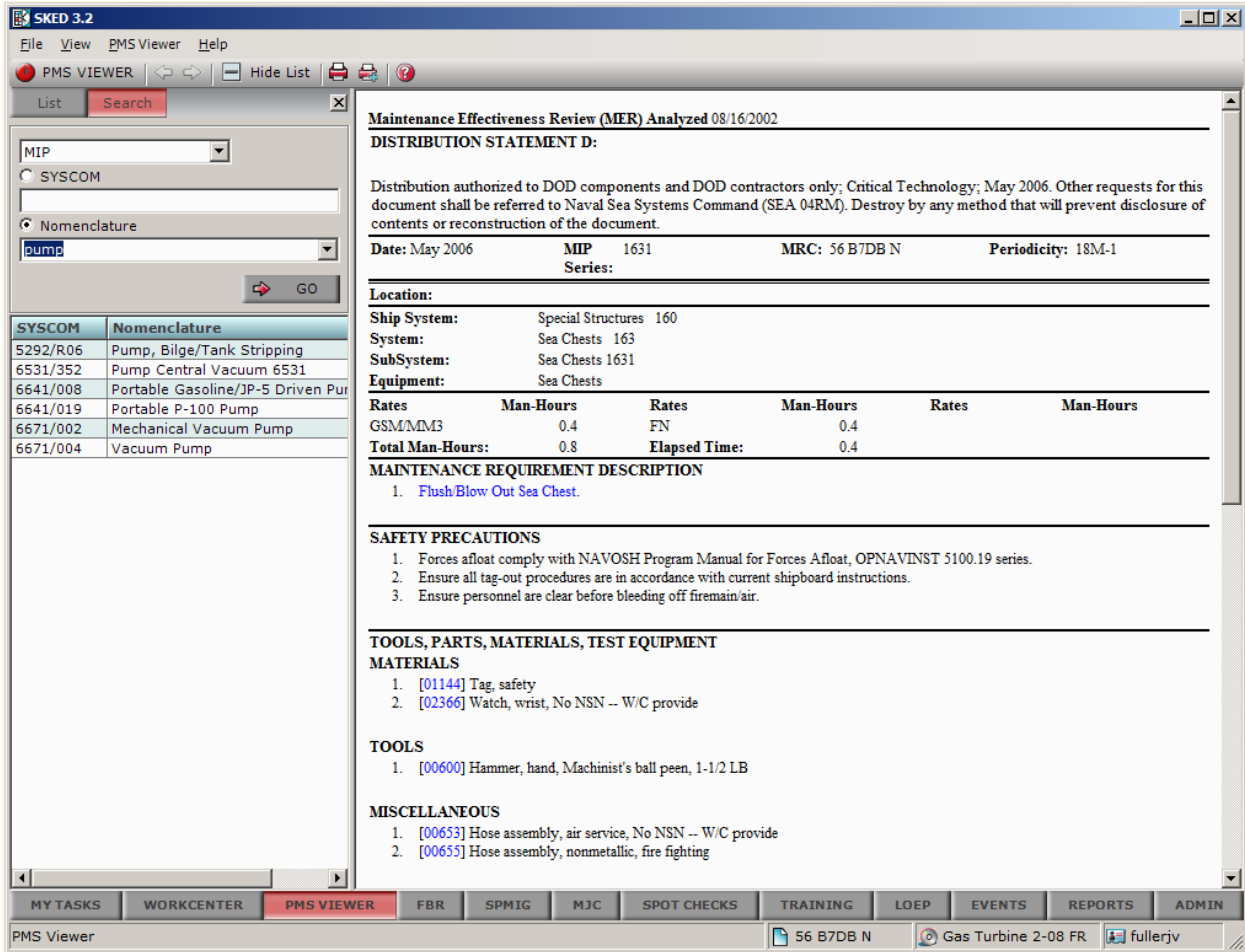 SKED 3.2
File View PMS Viewer Help
PMS VIEWER Hide List
List Search
MIP
SYSCOM
Nomenclature
pump
GO
SYSCOM Nomenclature
5292/R06 Pump, Bilge/Tank Stripping
6531/352 Pump Central Vacuum 6531
6641/008 Portable Gasoline/JP-5 Driven
6641/019 Portable P-100 Pump
6671/002 Mechanical Vacuum Pump
6671/004 Vacuum Pump
Maintenance Effectiveness Review (MER) Analyzed 08/16/2002
DISTRIBUTION STATEMENT D:
Distribution authorized to DOD components and DOD contractors only; Critical Technology; May 2006. Other requests for this
document shall be referred to Naval Sea Systems Command (SEA 04RM). Destroy by any method that will prevent disclosure of
contents or reconstruction of the document.
Date: May 2006 MIP 1631 MRC: 56 B7DB N Periodicity: 18M-1
Series:
Location:
Ship System: Special Structures 160
System: Sea Chests 163
SubSystem: Sea Chests 1631
Equipment: Sea Chests
Rates Man-Hours Rates Man-Hours Rates Man-Hours
GSM/MM3 0.4 FN 0.4
Total Man-Hours: 0.8 Elapsed Time: 0.4
MAINTENANCE REQUIREMENT DESCRIPTION
1. Flush/Blow Out Sea Chest.
SAFETY PRECAUTIONS
1. Forces afloat comply with NAVOSH Program Manual for Forces Afloat, OPNAVINST 5100.19 series.
2. Ensure all tag-out procedures are in accordance with current shipboard instructions.
3. Ensure personnel are clear before bleeding off firemain/air.
TOOLS, PARTS, MATERIALS, TEST EQUIPMENT
MATERIALS
1. [01144] Tag, safety
2. [02366] Watch, wrist, No NSN -- W/C provide
TOOLS
1. [00600] Hammer, hand, Machinist's ball peen, 1-1/2 LB
MISCELLANEOUS
1. [00653] Hose assembly, air service, No NSN -- W/C provide
2. [00655] Hose assembly, nonmetallic, fire fighting
MY TASKS WORKCENTER PMS VIEWER FBR SPMIG MJC SPOT CHECKS TRAINING LOEP EVENTS REPORTS ADMIN
PMS Viewer 56 B7DB N Gas Turbine 2-08 FR fullerjv